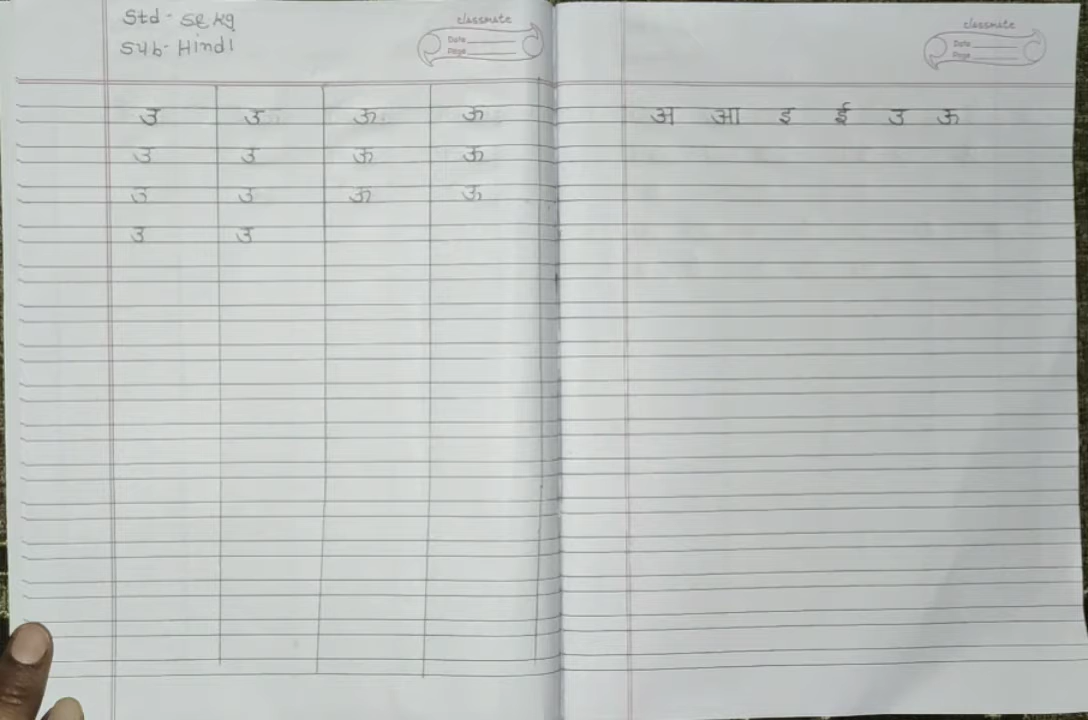 Std - SR kg
Sub - Hindi
classmate
Date
Page
उ उ ऊ ऊ
उ उ ऊ ऊ
उ उ ऊ ऊ
उ उ
classmate
Date
Page
अ आ इ ई उ ऊ